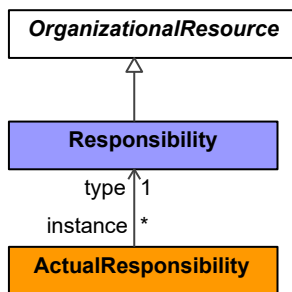 OrganizationalResource
Responsibility
type 1
instance *
ActualResponsibility